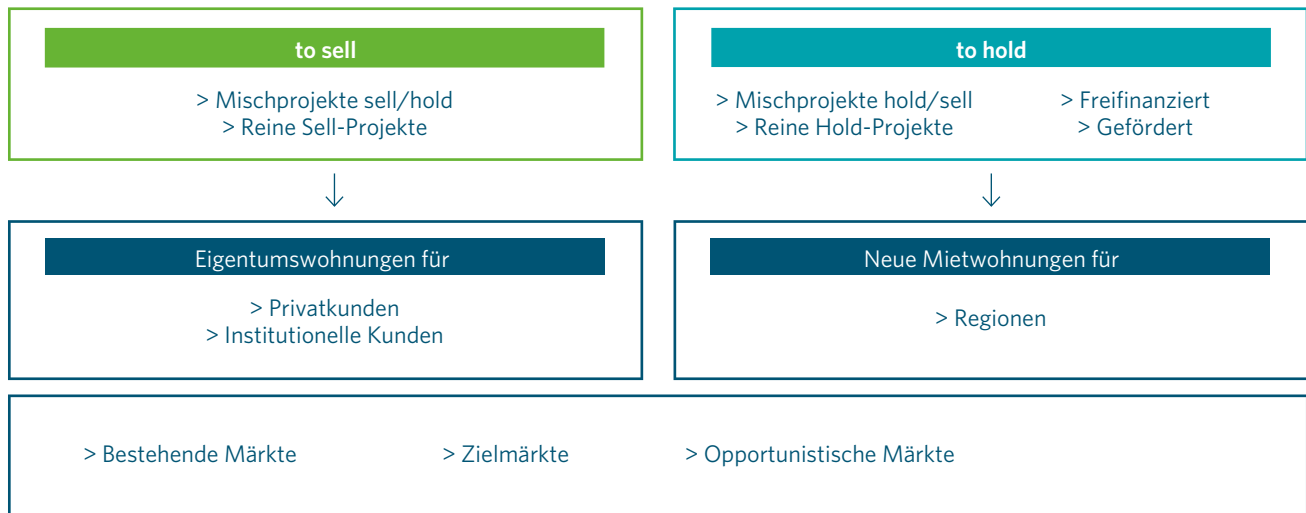 to sell
> Mischprojekte sell/hold
> Reine Sell-Projekte
to hold
> Mischprojekte hold/sell
> Reine Hold-Projekte
> Freifinanziert
> Gefördert
Eigentumswohnungen für
> Privatkunden
> Institutionelle Kunden
Neue Mietwohnungen für
> Regionen
> Bestehende Märkte
> Zielmärkte
> Opportunistische Märkte